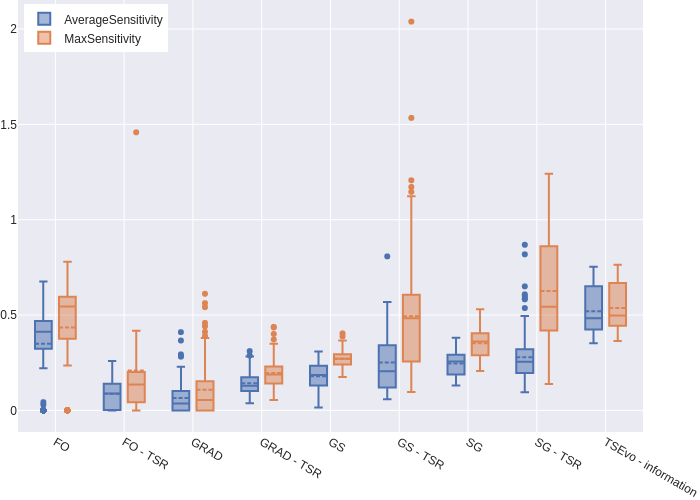 AverageSensitivity
MaxSensitivity
2
1.5
1
0.5
0
FO
FO - TSR
GRAD
GRAD - TSR
GS
GS - TSR
SG
SG - TSR
TSEvo - information